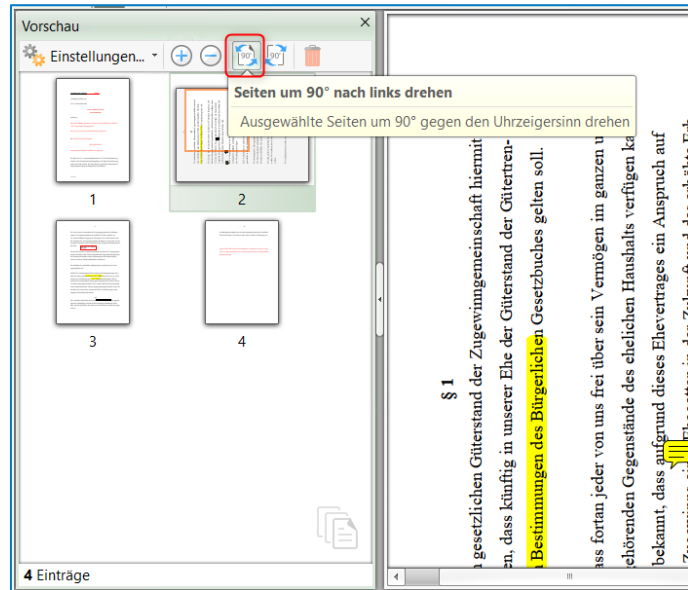 Vorschau
Einstellungen...
90° 90°
Seiten um 90° nach links drehen
Ausgewählte Seiten um 90° gegen den Uhrzeigersinn drehen
1
2
3
4
4 Einträge
§ 1
gesetzlichen Güterstand der Zugewinngemeinschaft hiermit
en, dass künftig in unserer Ehe der Güterstand der Gütertren-
Bestimmungen des Bürgerlichen Gesetzbuches gelten soll.
ass fortan jeder von uns frei über sein Vermögen im ganzen u
ehörenden Gegenstände des ehelichen Haushalts verfügen ka
bekannt, dass aufgrund dieses Ehevertrages ein Anspruch auf